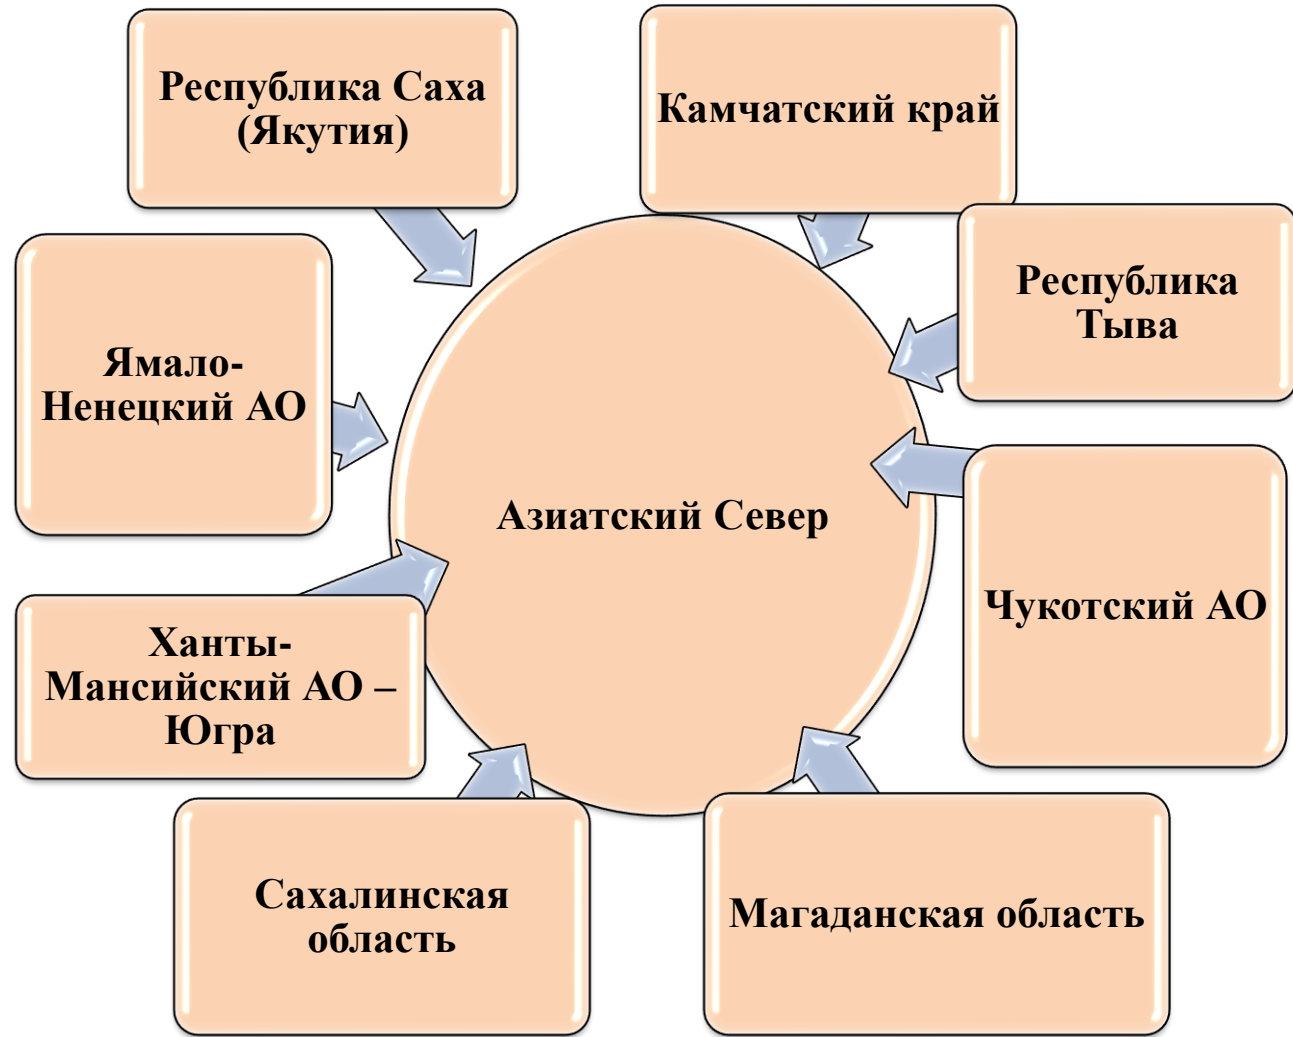 Республика Саха
(Якутия)
Камчатский край
Республика
Тыва
Ямало-
Ненецкий АО
Азиатский Север
Чукотский АО
Ханты-
Мансийский АО –
Югра
Сахалинская
область
Магаданская область